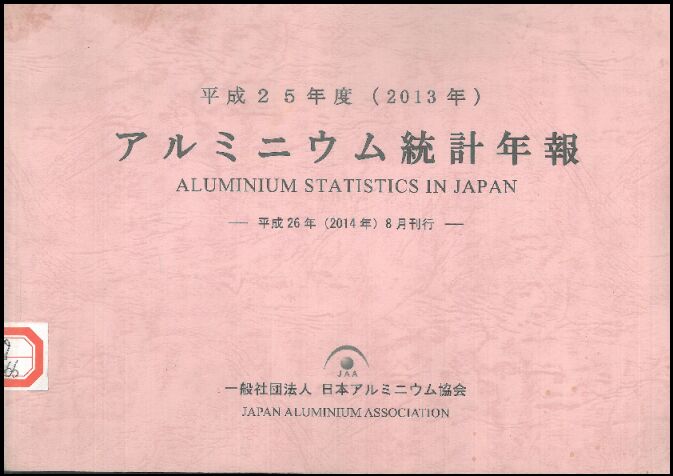 平成２５年度（2013年）
アルミニウム統計年報
ALUMINIUM STATISTICS IN JAPAN
― 平成26年（2014年）8月刊行 ―
JAA
一般社団法人 日本アルミニウム協会
JAPAN ALUMINIUM ASSOCIATION